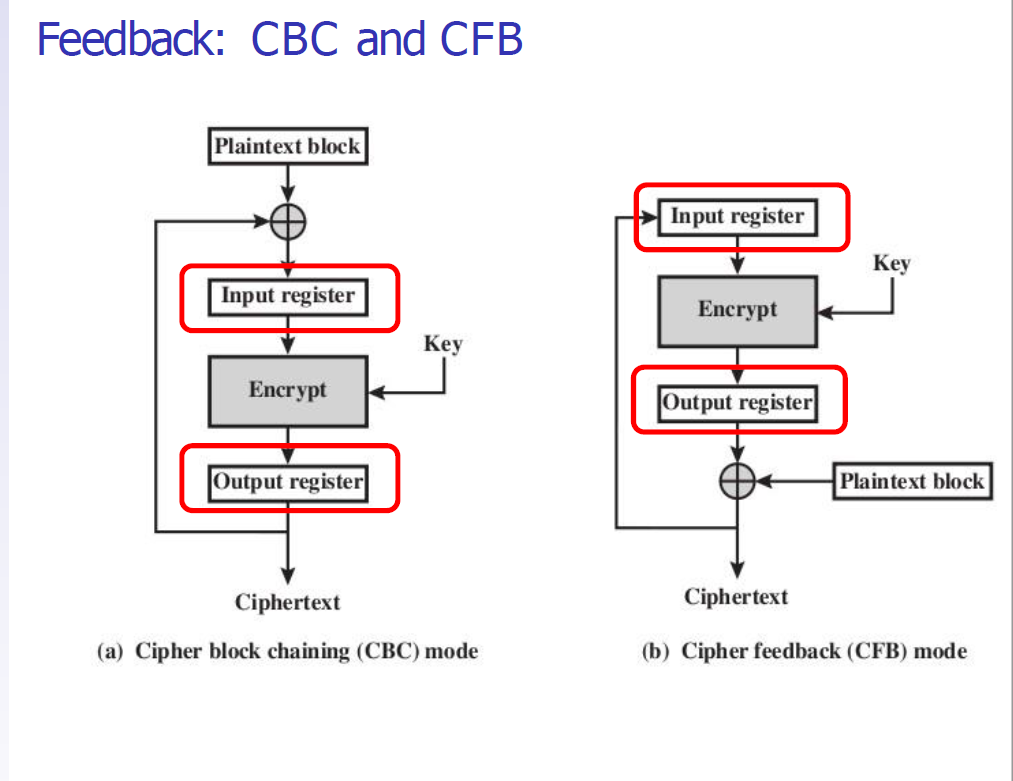 Feedback: CBC and CFB
Plaintext block
Input register
Key
Encrypt
Output register
Ciphertext
(a) Cipher block chaining (CBC) mode
Input register
Key
Encrypt
Output register
Plaintext block
Ciphertext
(b) Cipher feedback (CFB) mode